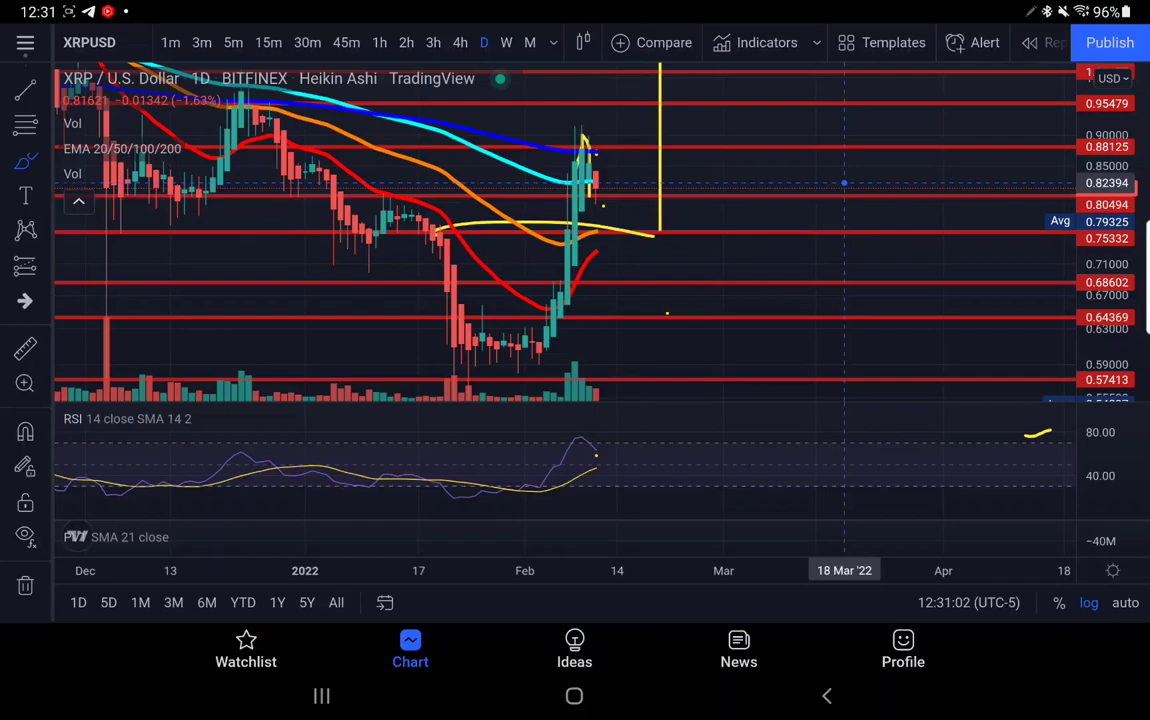 12:31 96%
XRPUSD 1m 3m 5m 15m 30m 45m 1h 2h 3h 4h D W M Compare Indicators Templates Alert Rep Publish
XRP / U.S. Dollar 1D BITFINEX Heikin Ashi TradingView
USD
0.81621 −0.01342 (−1.63%)
0.95479
Vol
0.90000
EMA 20/50/100/200
0.88125
0.85000
Vol
0.82394
0.80494
Avg 0.79325
0.75332
0.71000
0.68602
0.67000
0.64369
0.63000
0.59000
0.57413
RSI 14 close SMA 14 2
80.00
40.00
SMA 21 close
−40M
Dec 13 2022 17 Feb 14 Mar 18 Mar '22 Apr 18
1D 5D 1M 3M 6M YTD 1Y 5Y All 12:31:02 (UTC-5) % log auto
Watchlist Chart Ideas News Profile